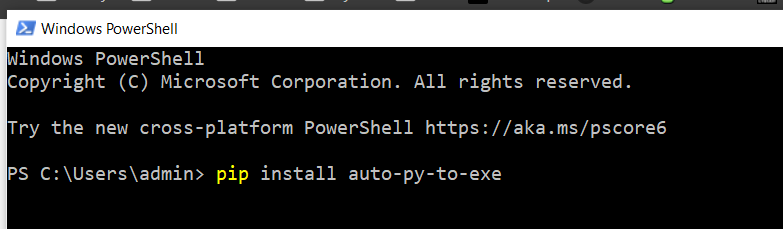 Windows PowerShell
Windows PowerShell
Copyright (C) Microsoft Corporation. All rights reserved.
Try the new cross-platform PowerShell https://aka.ms/pscore6
PS C:\Users\admin> pip install auto-py-to-exe